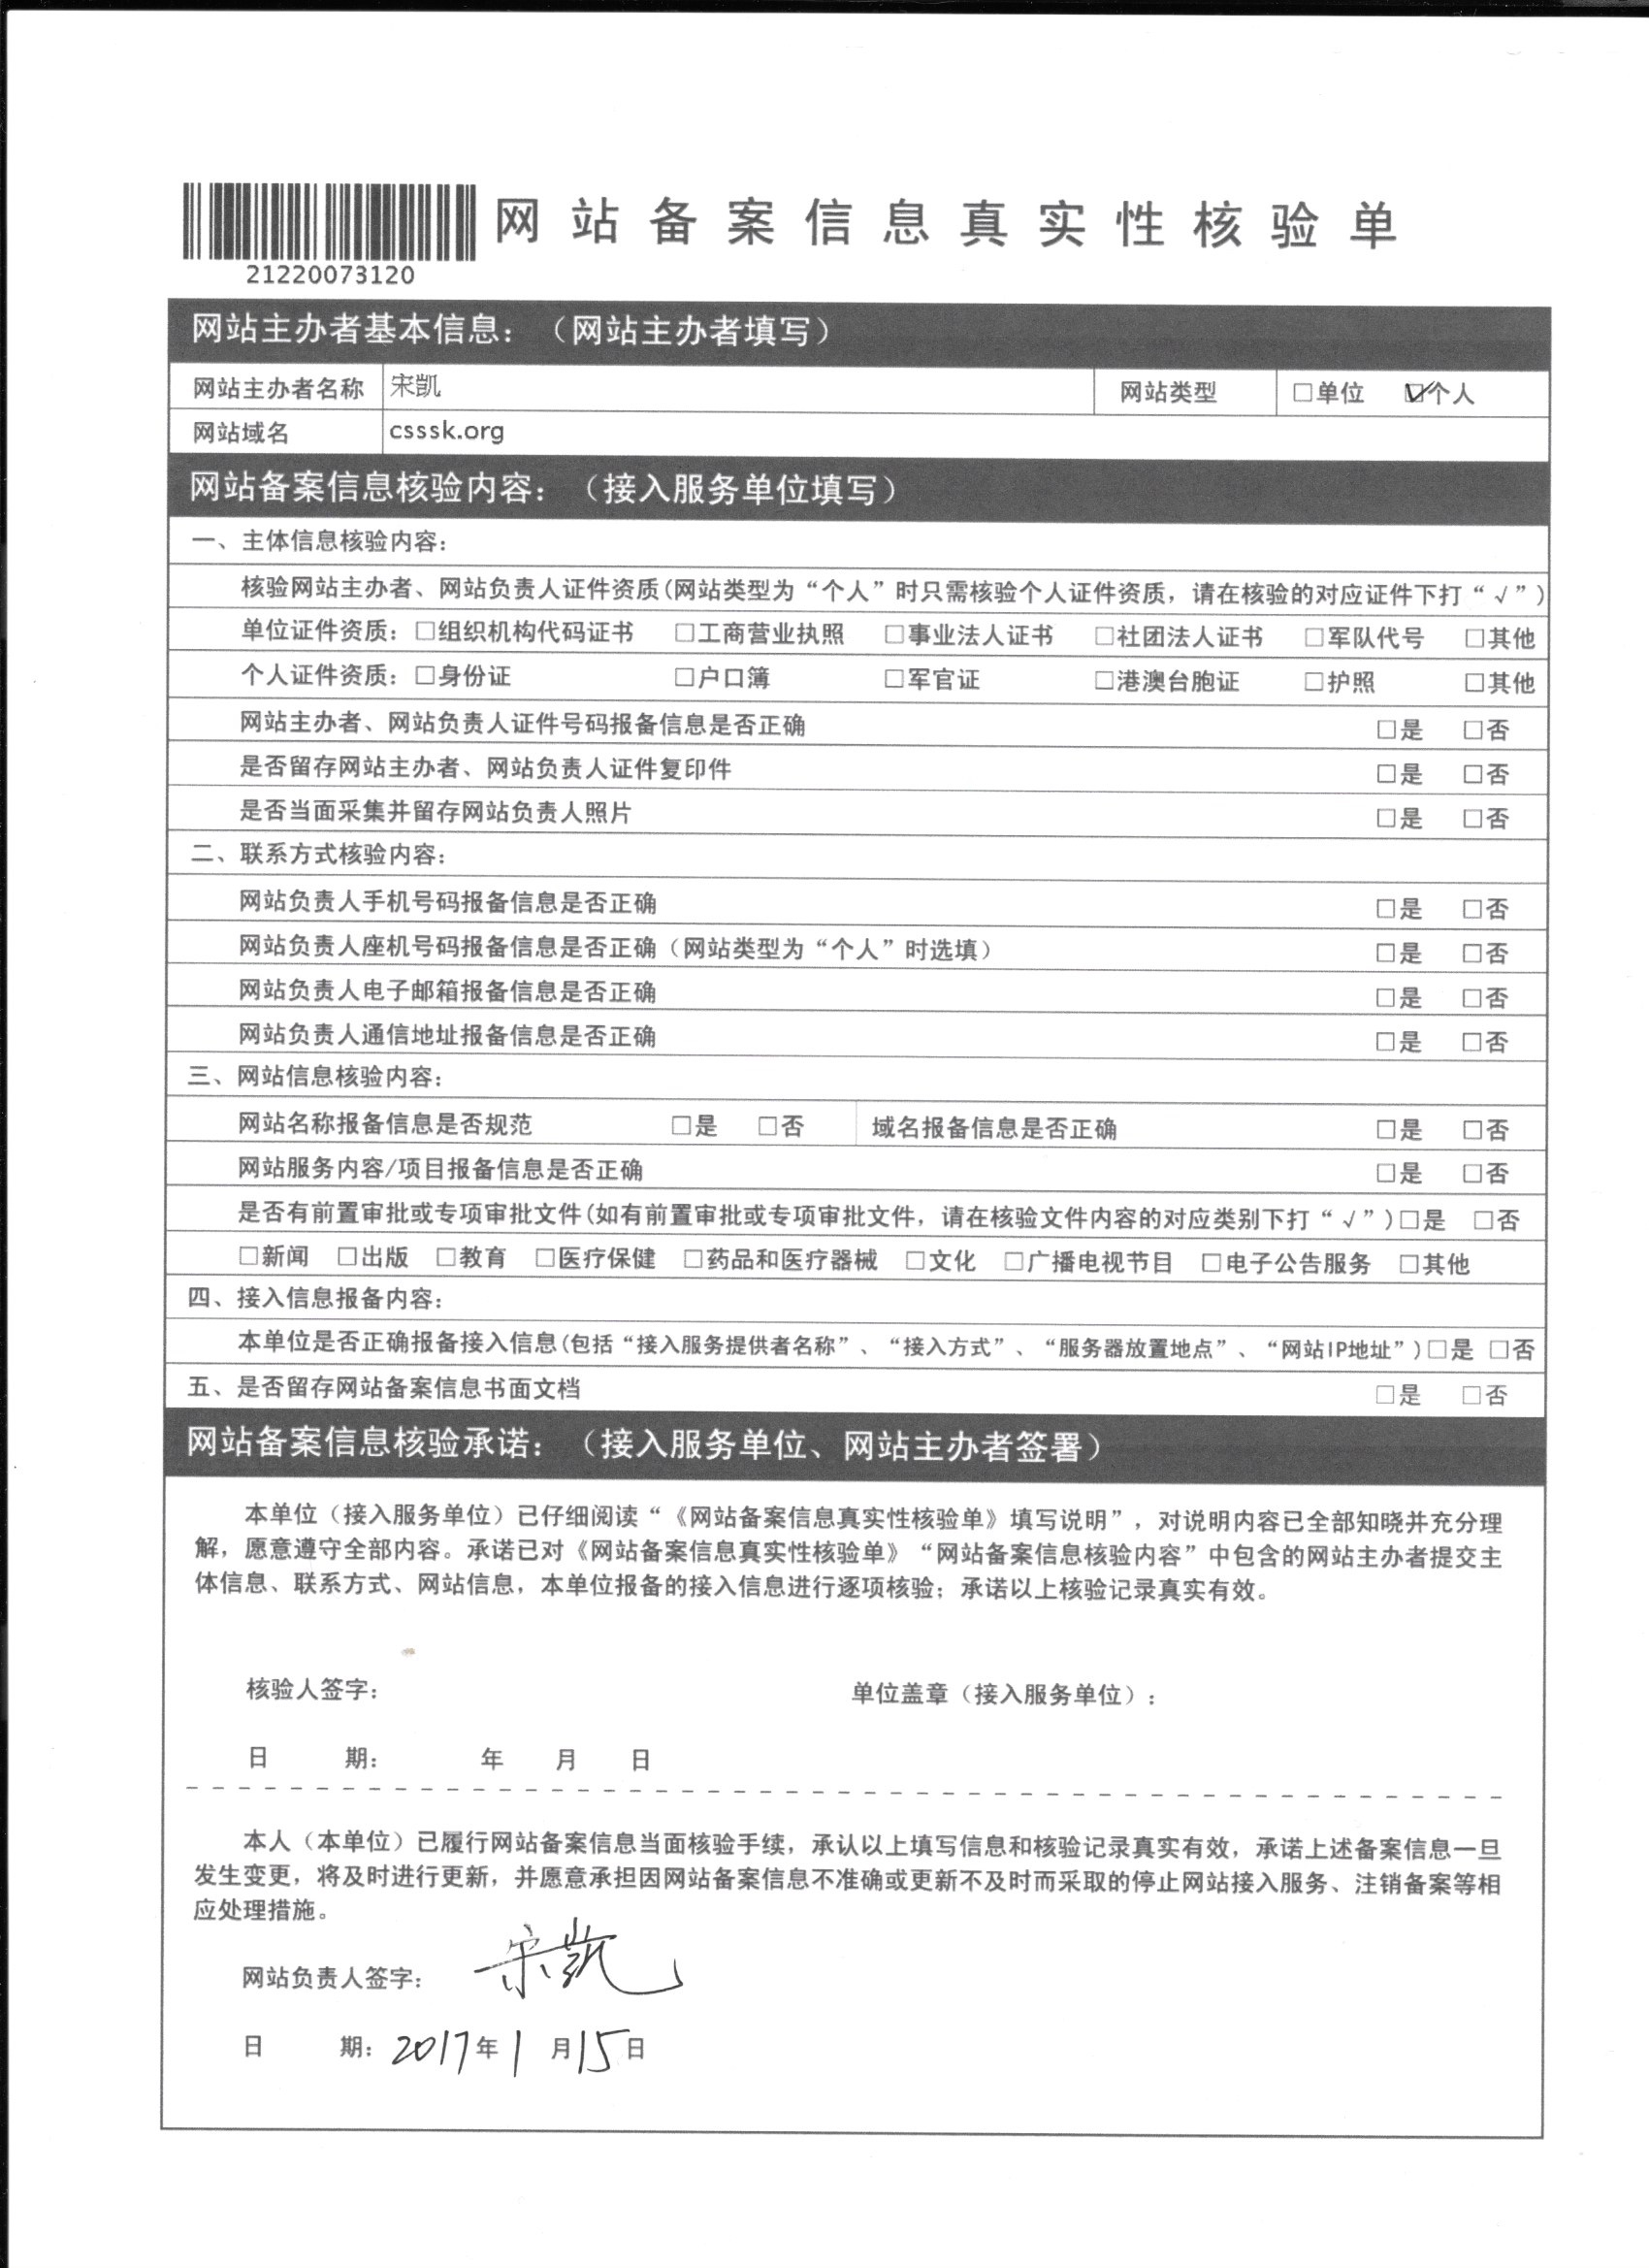 网站备案信息真实性核验单
21220073120
网站主办者基本信息：（网站主办者填写）
网站主办者名称 宋凯 网站类型 □单位 ☑个人
网站域名 csssk.org
网站备案信息核验内容：（接入服务单位填写）
一、主体信息核验内容：
核验网站主办者、网站负责人证件资质(网站类型为“个人”时只需核验个人证件资质，请在核验的对应证件下打“√”)
单位证件资质：□组织机构代码证书 □工商营业执照 □事业法人证书 □社团法人证书 □军队代号 □其他
个人证件资质：□身份证 □户口簿 □军官证 □港澳台胞证 □护照 □其他
网站主办者、网站负责人证件号码报备信息是否正确 □是 □否
是否留存网站主办者、网站负责人证件复印件 □是 □否
是否当面采集并留存网站负责人照片 □是 □否
二、联系方式核验内容：
网站负责人手机号码报备信息是否正确 □是 □否
网站负责人座机号码报备信息是否正确（网站类型为“个人”时选填） □是 □否
网站负责人电子邮箱报备信息是否正确 □是 □否
网站负责人通信地址报备信息是否正确 □是 □否
三、网站信息核验内容：
网站名称报备信息是否规范 □是 □否 域名报备信息是否正确 □是 □否
网站服务内容/项目报备信息是否正确 □是 □否
是否有前置审批或专项审批文件(如有前置审批或专项审批文件，请在核验文件内容的对应类别下打“√”)□是 □否
□新闻 □出版 □教育 □医疗保健 □药品和医疗器械 □文化 □广播电视节目 □电子公告服务 □其他
四、接入信息报备内容：
本单位是否正确报备接入信息(包括“接入服务提供者名称”、“接入方式”、“服务器放置地点”、“网站IP地址”)□是 □否
五、是否留存网站备案信息书面文档 □是 □否
网站备案信息核验承诺：（接入服务单位、网站主办者签署）
本单位（接入服务单位）已仔细阅读“《网站备案信息真实性核验单》填写说明”，对说明内容已全部知晓并充分理
解，愿意遵守全部内容。承诺已对《网站备案信息真实性核验单》“网站备案信息核验内容”中包含的网站主办者提交主
体信息、联系方式、网站信息，本单位报备的接入信息进行逐项核验；承诺以上核验记录真实有效。
核验人签字： 单位盖章（接入服务单位）：
日 期： 年 月 日
本人（本单位）已履行网站备案信息当面核验手续，承认以上填写信息和核验记录真实有效，承诺上述备案信息一旦
发生变更，将及时进行更新，并愿意承担因网站备案信息不准确或更新不及时而采取的停止网站接入服务、注销备案等相
应处理措施。
网站负责人签字： 宋凯
日 期：2017年1月15日